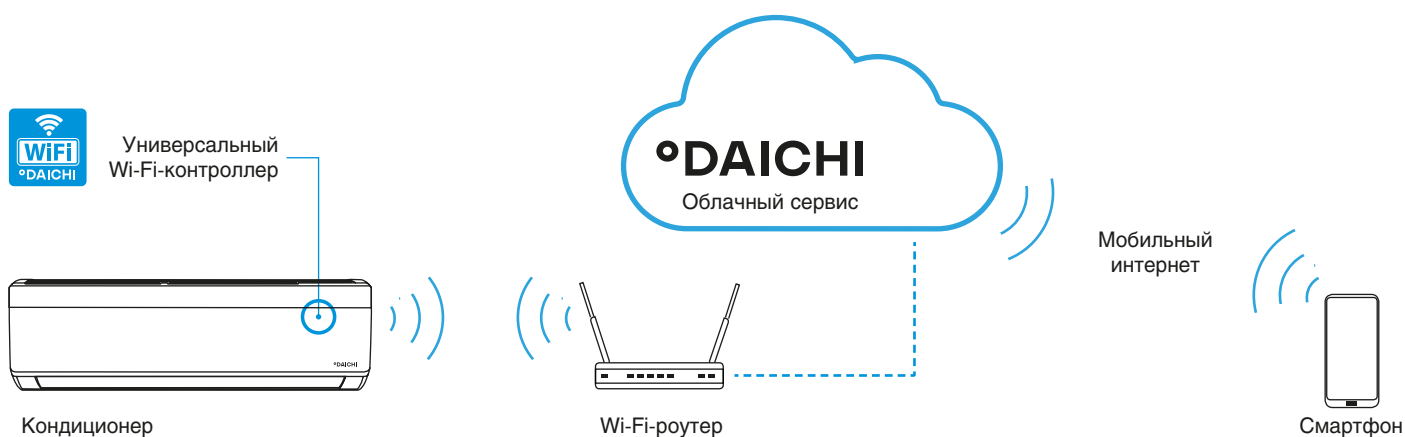 WiFi
°DAICHI
Универсальный
Wi-Fi-контроллер
°DAICHI
Облачный сервис
Мобильный
интернет
°DAICHI
Кондиционер
Wi-Fi-роутер
Смартфон